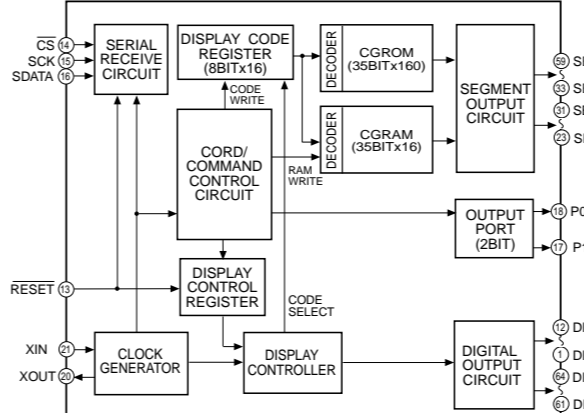 CS 14
SCK 15
SDATA 16
SERIAL
RECEIVE
CIRCUIT
DISPLAY CODE
REGISTER
(8BITx16)
DECODER
CGROM
(35BITx160)
DECODER
CGRAM
(35BITx16)
SEGMENT
OUTPUT
CIRCUIT
59
33
31
23
CODE
WRITE
CORD/
COMMAND
CONTROL
CIRCUIT
RAM
WRITE
OUTPUT
PORT
(2BIT)
18 P0
17 P1
RESET 13
DISPLAY
CONTROL
REGISTER
CODE
SELECT
XIN 21
XOUT 20
CLOCK
GENERATOR
DISPLAY
CONTROLLER
DIGITAL
OUTPUT
CIRCUIT
12
1
64
61